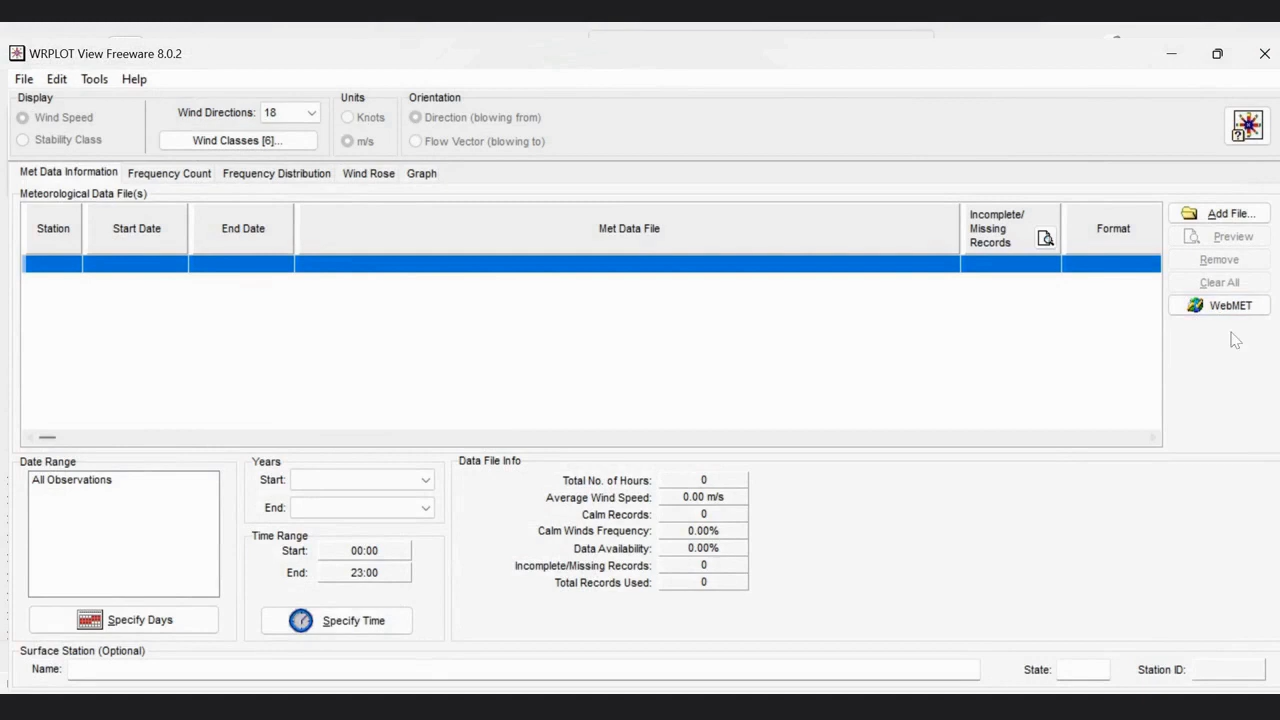 WRPLOT View Freeware 8.0.2
File Edit Tools Help
Display
Wind Speed
Stability Class
Wind Directions: 18
Wind Classes [6]...
Units
Knots
m/s
Orientation
Direction (blowing from)
Flow Vector (blowing to)
Met Data Information Frequency Count Frequency Distribution Wind Rose Graph
Meteorological Data File(s)
Station Start Date End Date Met Data File Incomplete/ Missing Records Format
Add File...
Preview
Remove
Clear All
WebMET
Date Range
All Observations
Specify Days
Years
Start:
End:
Time Range
Start: 00:00
End: 23:00
Specify Time
Data File Info
Total No. of Hours: 0
Average Wind Speed: 0.00 m/s
Calm Records: 0
Calm Winds Frequency: 0.00%
Data Availability: 0.00%
Incomplete/Missing Records: 0
Total Records Used: 0
Surface Station (Optional)
Name: State: Station ID: